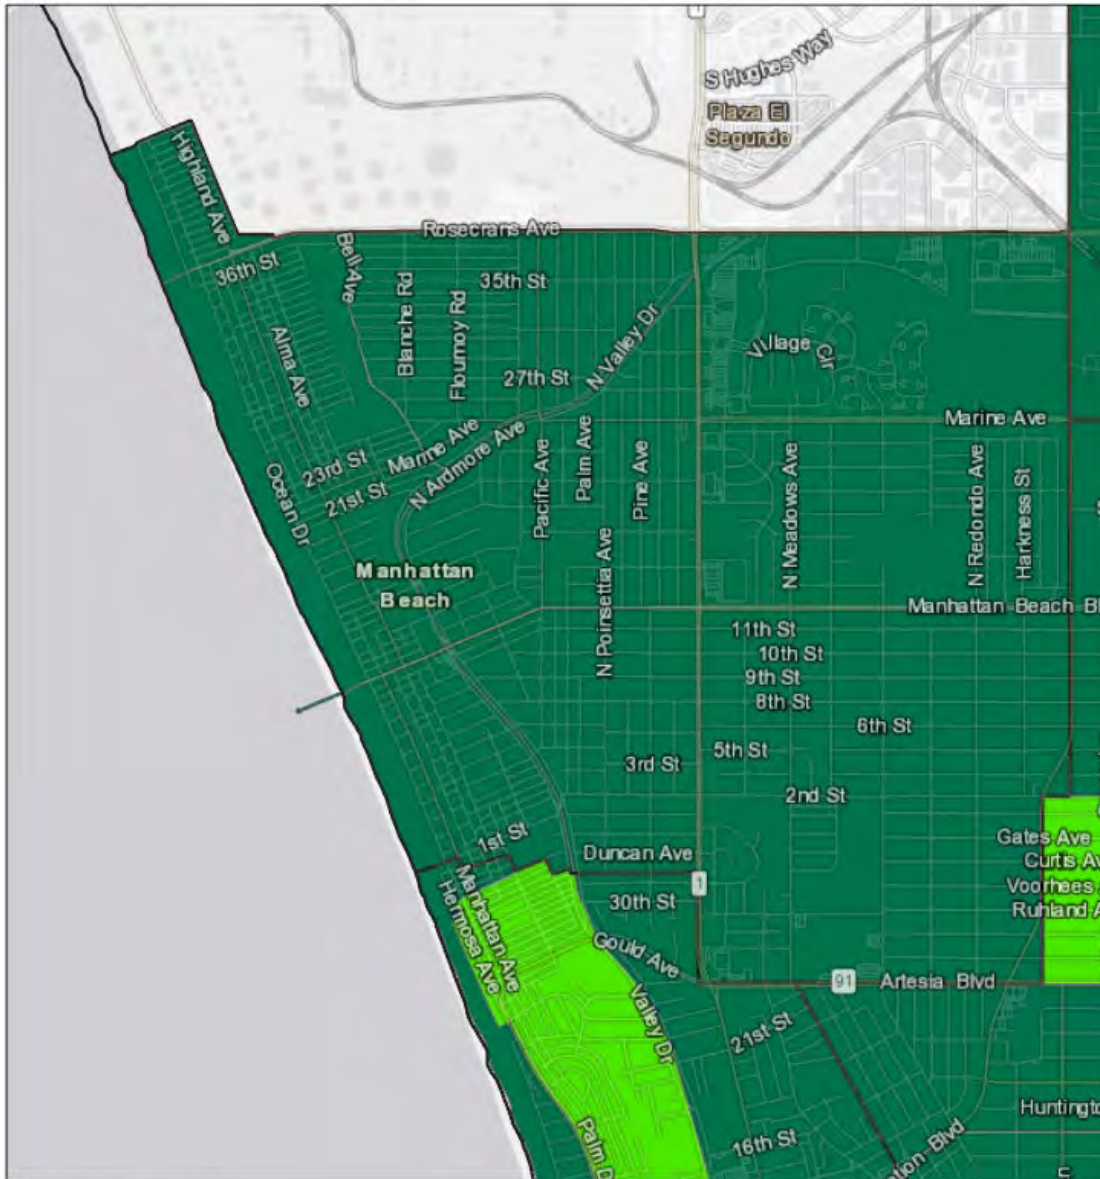 S Hughes Way
Plaza El
Segundo
Highland Ave
Rosecrans Ave
36th St
Bell Ave
35th St
Blanche Rd
Flournoy Rd
N Valley Dr
Village Cir
Alma Ave
27th St
Marine Ave
Marine Ave
N Ardmore Ave
23rd St
21st St
Ocean Dr
Pacific Ave
Palm Ave
Pine Ave
N Meadows Ave
N Redondo Ave
Harkness St
Manhattan
Beach
N Poinsettia Ave
Manhattan Beach Bl
11th St
10th St
9th St
8th St
6th St
5th St
3rd St
2nd St
1st St
Duncan Ave
Gates Ave
Curtis Av
Voorhees
Ruhland A
1
30th St
Manhattan Ave
Hermosa Ave
Gould Ave
91
Artesia Blvd
Valley Dr
21st St
Huntingto
Palm D
16th St
ation Blvd